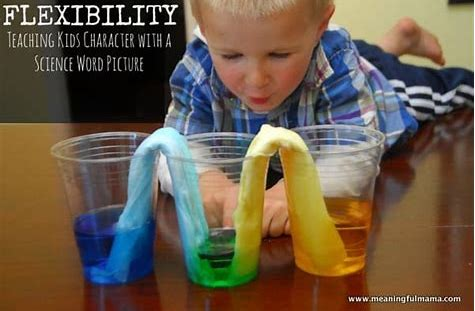 FLEXIBILITY
TEACHING KIDS CHARACTER WITH A
SCIENCE WORD PICTURE
www.meaningfulmama.com